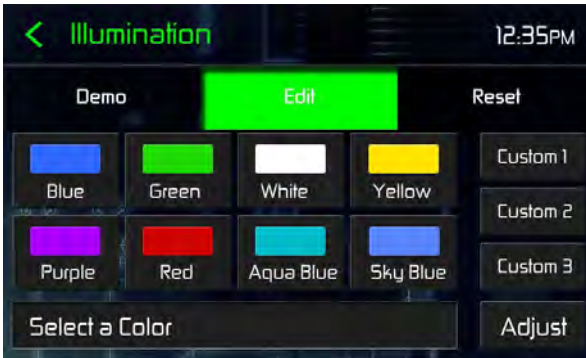 < Illumination 12:35PM
Demo Edit Reset
Blue Green White Yellow Custom 1
Custom 2
Purple Red Aqua Blue Sky Blue Custom 3
Select a Color Adjust